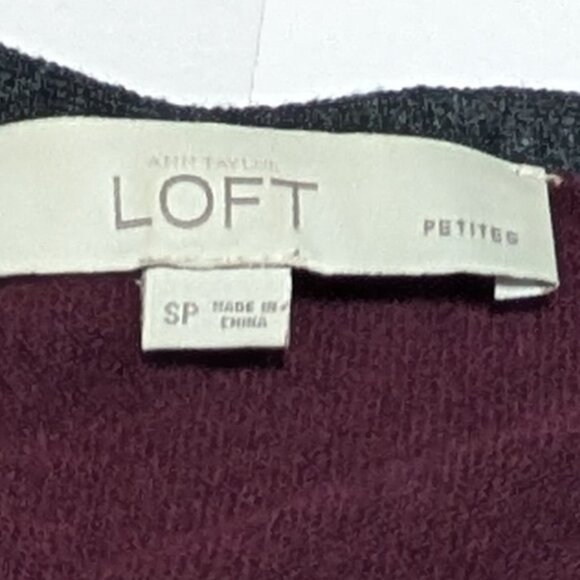 ANN TAYLOR
LOFT
PETITES
SP
MADE IN
CHINA